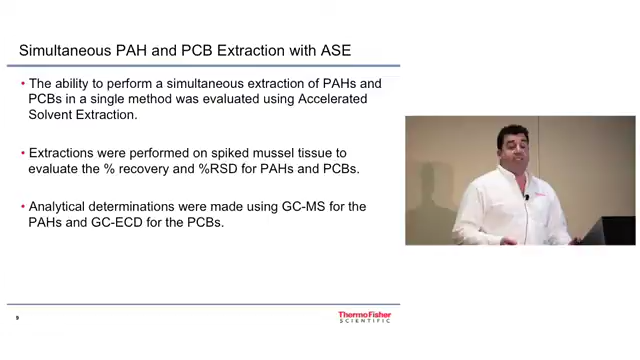 Simultaneous PAH and PCB Extraction with ASE
• The ability to perform a simultaneous extraction of PAHs and
PCBs in a single method was evaluated using Accelerated
Solvent Extraction.
• Extractions were performed on spiked mussel tissue to
evaluate the % recovery and %RSD for PAHs and PCBs.
• Analytical determinations were made using GC-MS for the
PAHs and GC-ECD for the PCBs.
9
ThermoFisher
SCIENTIFIC